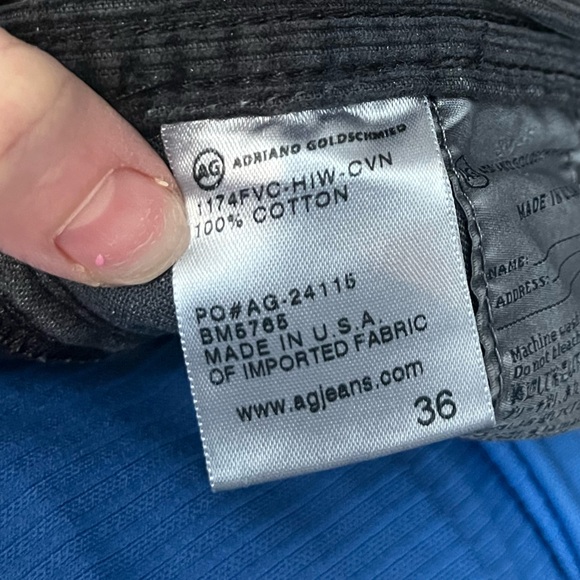 AG ADRIANO GOLDSCHMIED
1174FVC-HIW-CVN
100% COTTON
PO#AG-24115
BM5765
MADE IN U.S.A.
OF IMPORTED FABRIC
www.agjeans.com
36
MADE IN
NAME:
ADDRESS:
Machine
Do not bleach